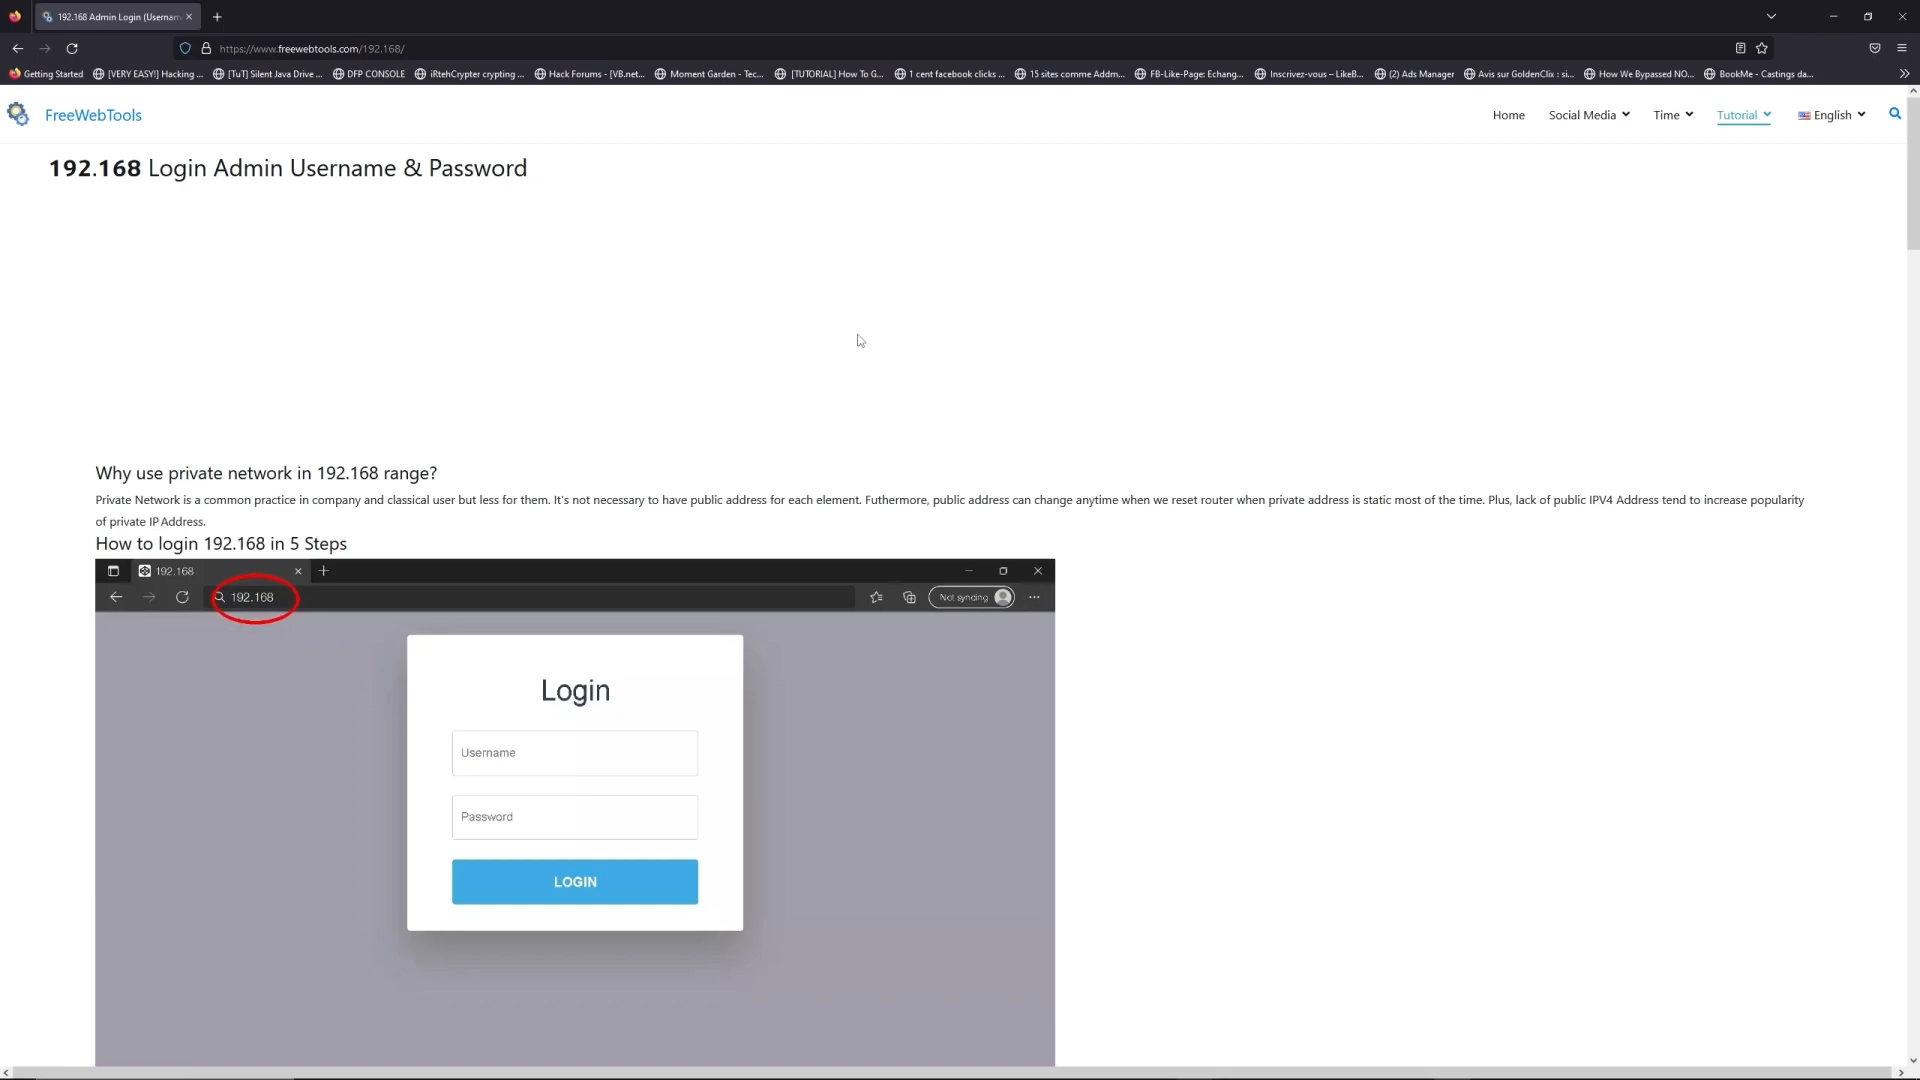 192.168 Admin Login (Usernam
https://www.freewebtools.com/192.168/
Getting Started
[VERY EASY!] Hacking ...
[TuT] Silent Java Drive ...
DFP CONSOLE
iRtehCrypter crypting ...
Hack Forums - [VB.net...
Moment Garden - Tec...
[TUTORIAL] How To G...
1 cent facebook clicks ...
15 sites comme Addm...
FB-Like-Page: Echang...
Inscrivez-vous – LikeB...
(2) Ads Manager
Avis sur GoldenClix : si...
How We Bypassed NO...
BookMe - Castings da...
FreeWebTools
Home
Social Media
Time
Tutorial
English
192.168 Login Admin Username & Password
Why use private network in 192.168 range?
Private Network is a common practice in company and classical user but less for them. It's not necessary to have public address for each element. Futhermore, public address can change anytime when we reset router when private address is static most of the time. Plus, lack of public IPV4 Address tend to increase popularity
of private IP Address.
How to login 192.168 in 5 Steps
192.168
192.168
Not syncing
Login
Username
Password
LOGIN